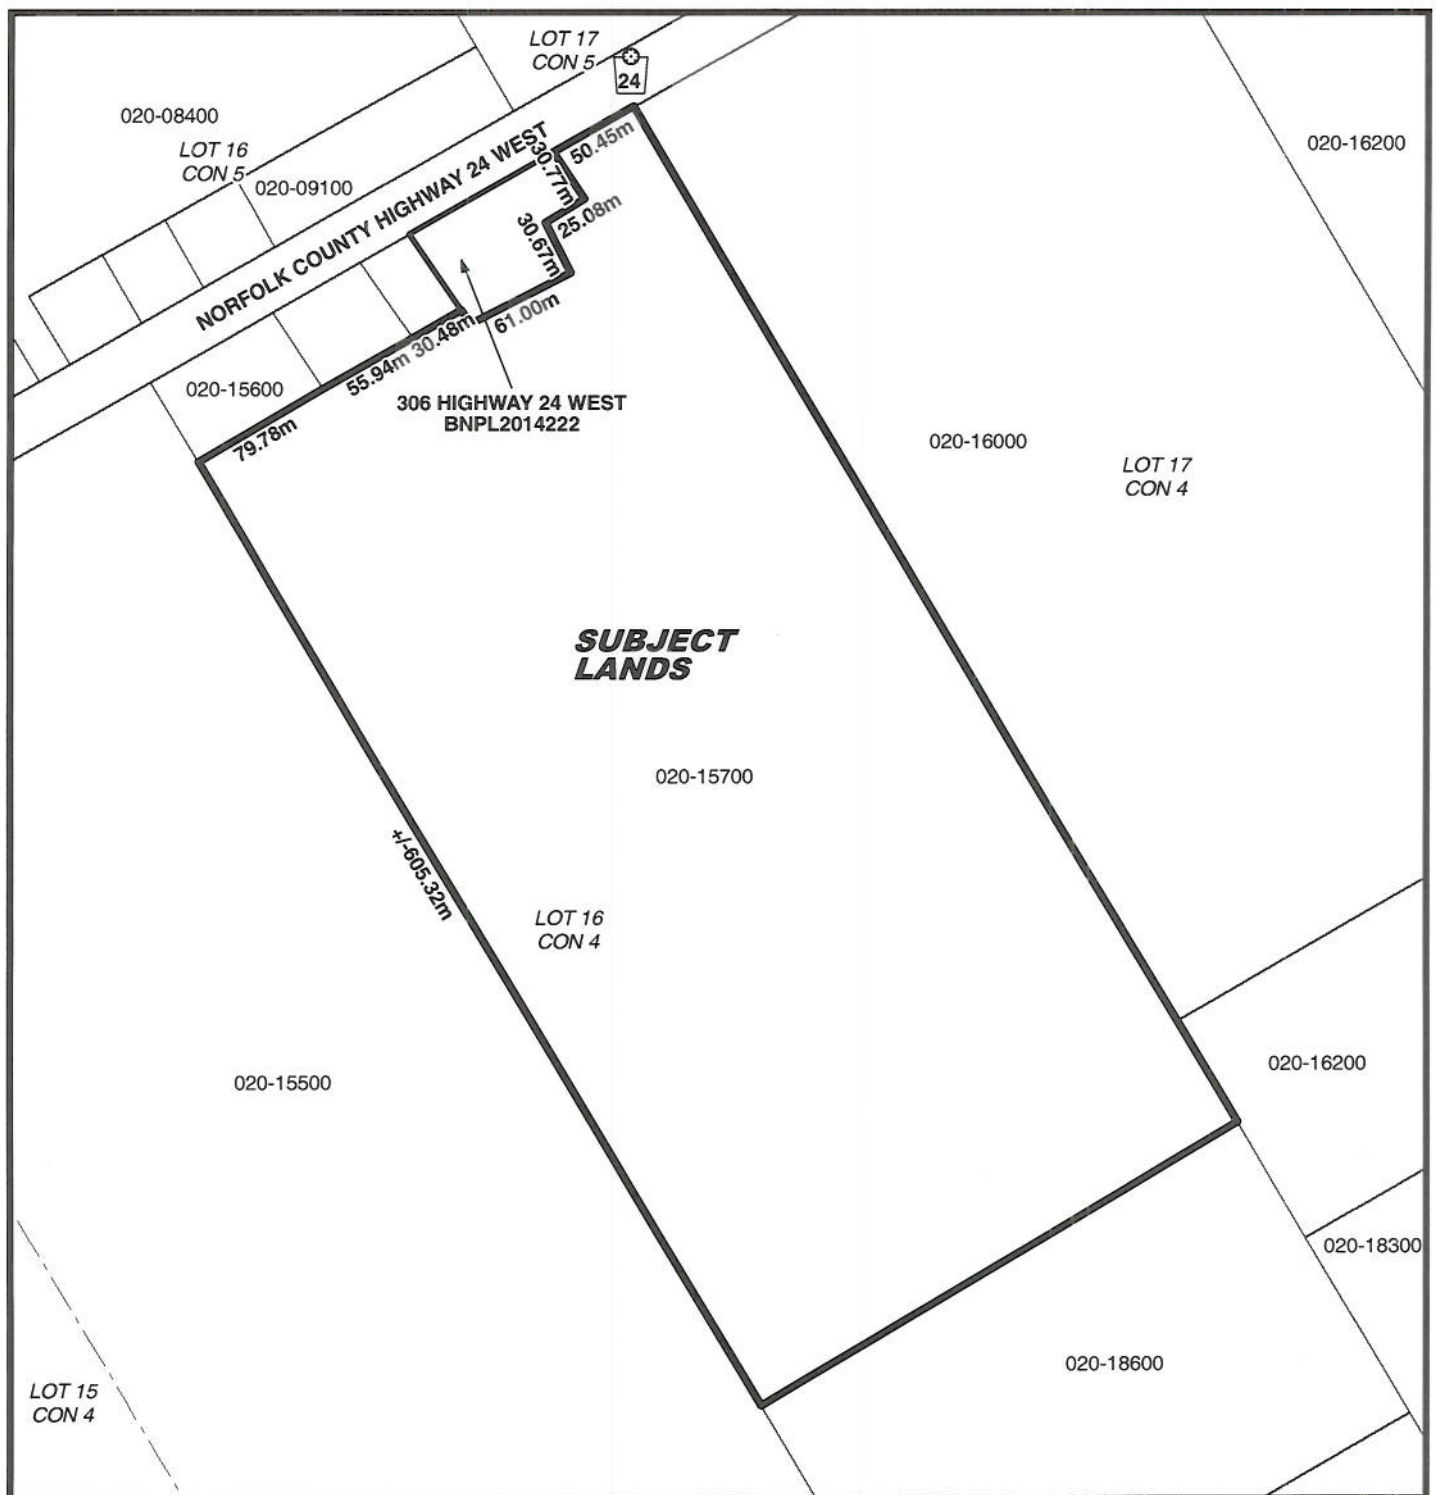 LOT 17
CON 5
24
020-08400
LOT 16
CON 5
020-09100
020-16200
NORFOLK COUNTY HIGHWAY 24 WEST
50.45m
30.77m
25.08m
30.67m
61.00m
30.48m
55.94m
79.78m
020-15600
306 HIGHWAY 24 WEST
BNPL2014222
020-16000
LOT 17
CON 4
SUBJECT
LANDS
020-15700
+/-605.32m
LOT 16
CON 4
020-15500
020-16200
020-18300
020-18600
LOT 15
CON 4